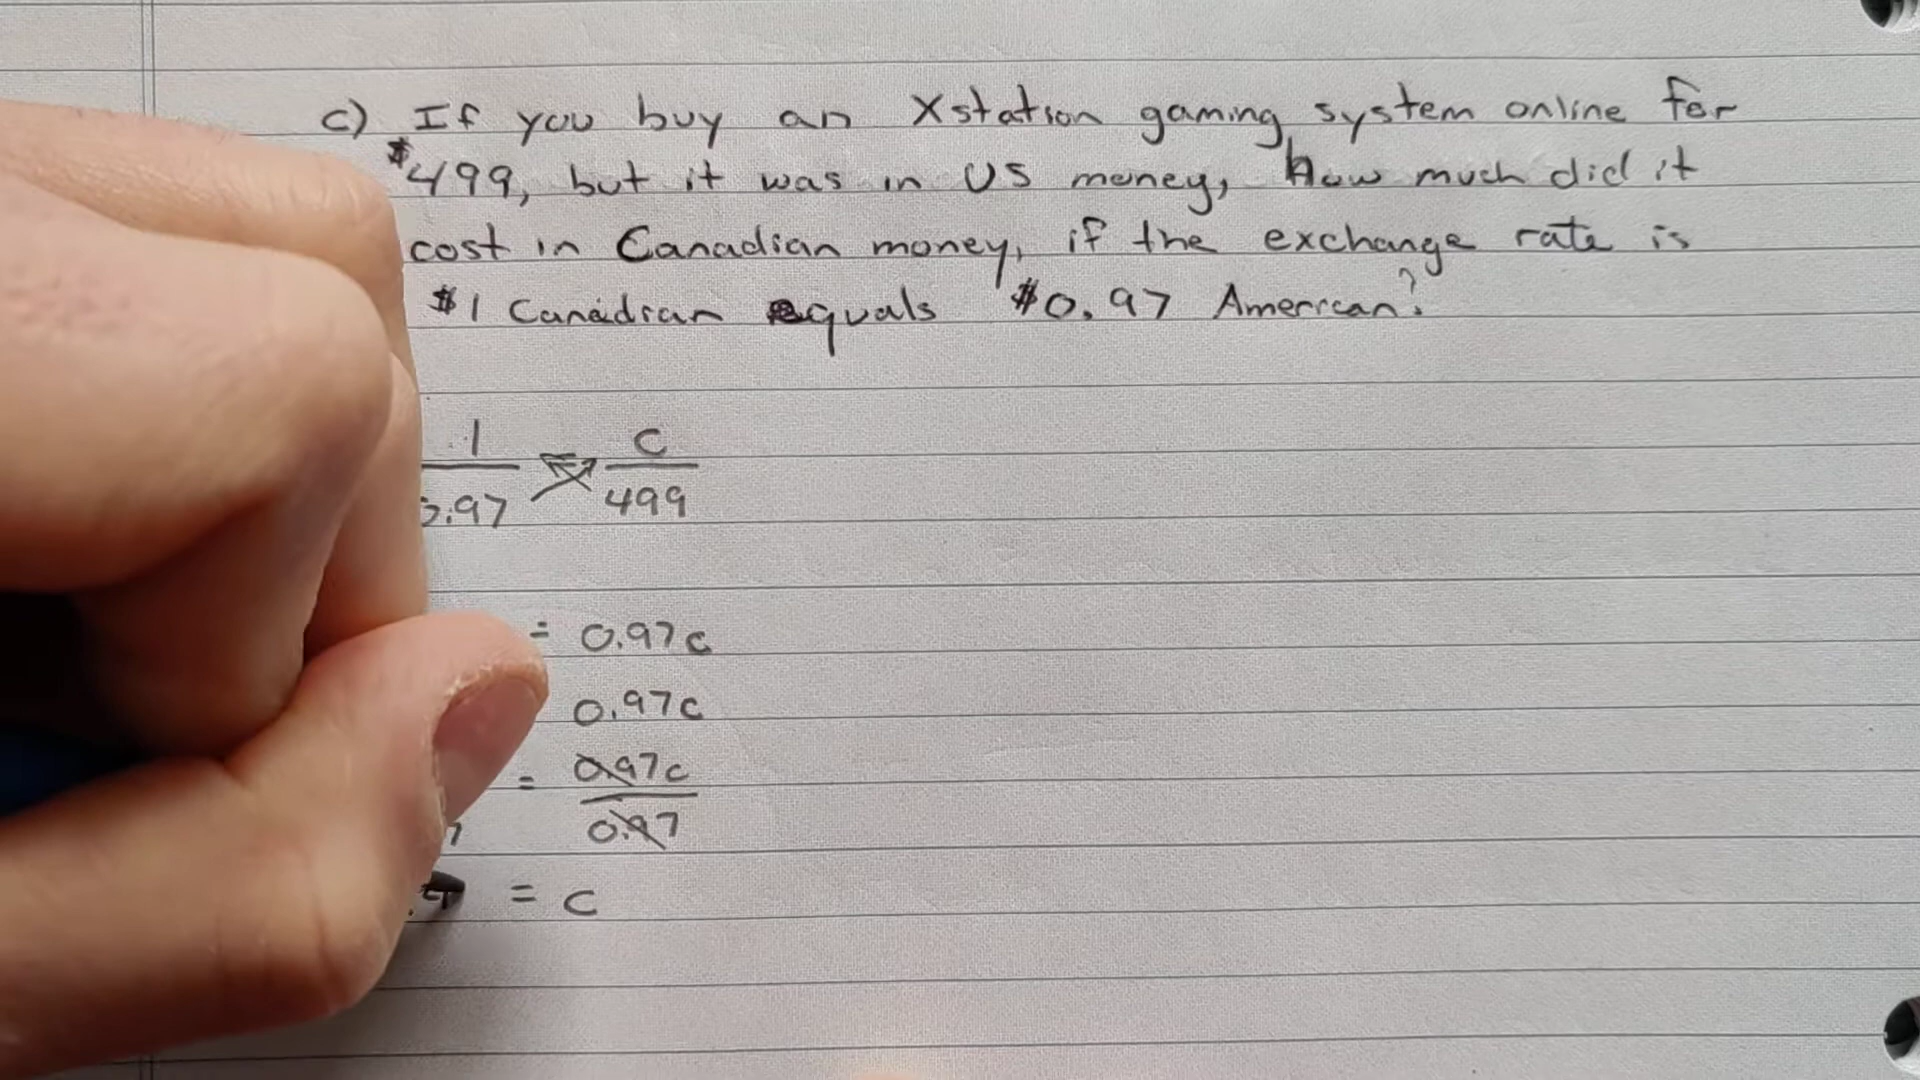 c) If you buy an Xstation gaming system online for
$499, but it was in US money, how much did it
cost in Canadian money, if the exchange rate is
$1 Canadian equals $0.97 American?
1 C
.97 499
= 0.97c
0.97c
= 0.97c
7 0.97
= c